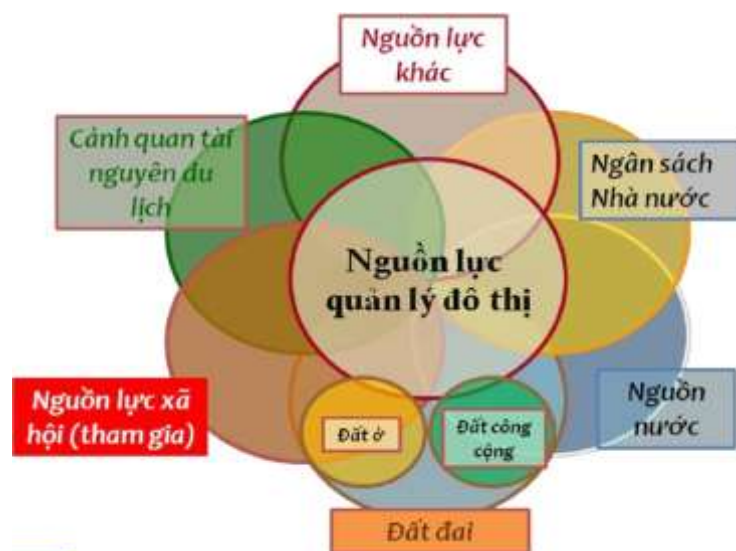 Nguồn lực
khác
Cảnh quan tài
nguyên du
lịch
Ngân sách
Nhà nước
Nguồn lực
quản lý đô thị
Nguồn lực xã
hội (tham gia)
Đất ở
Đất công
cộng
Nguồn
nước
Đất đai